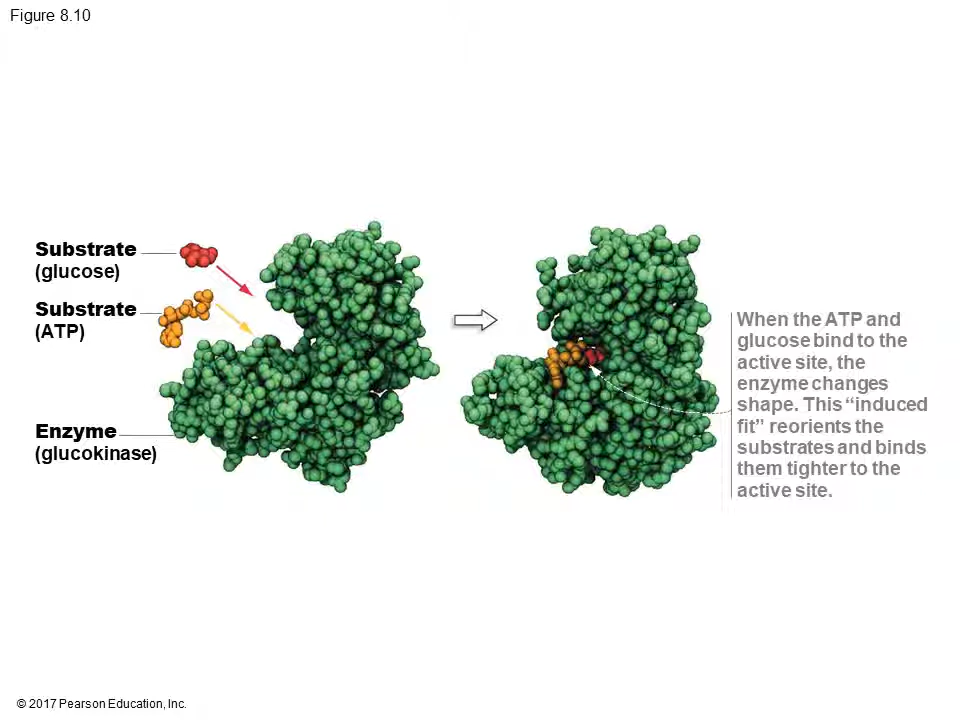 Figure 8.10
Substrate
(glucose)
Substrate
(ATP)
Enzyme
(glucokinase)
When the ATP and
glucose bind to the
active site, the
enzyme changes
shape. This “induced
fit” reorients the
substrates and binds
them tighter to the
active site.
© 2017 Pearson Education, Inc.